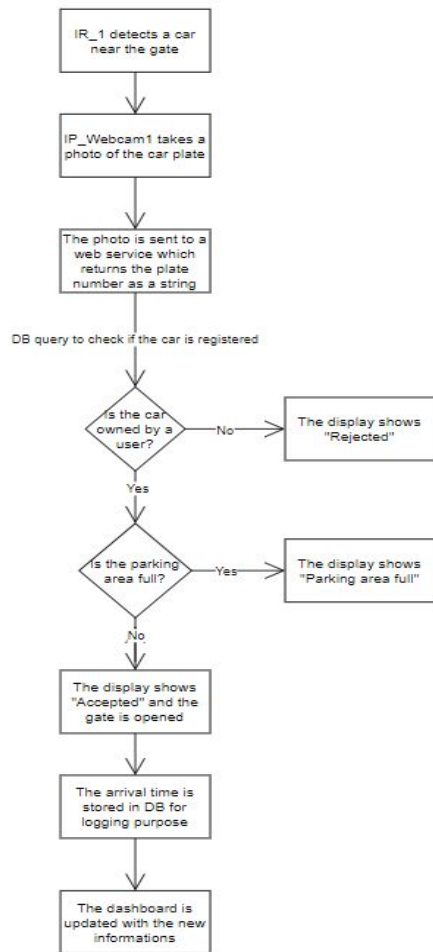 IR_1 detects a car
near the gate
IP_Webcam1 takes a
photo of the car plate
The photo is sent to a
web service which
returns the plate
number as a string
DB query to check if the car is registered
Is the car
owned by a
user?
No
The display shows
"Rejected"
Yes
Is the parking
area full?
Yes
The display shows
"Parking area full"
No
The display shows
"Accepted" and the
gate is opened
The arrival time is
stored in DB for
logging purpose
The dashboard is
updated with the new
informations